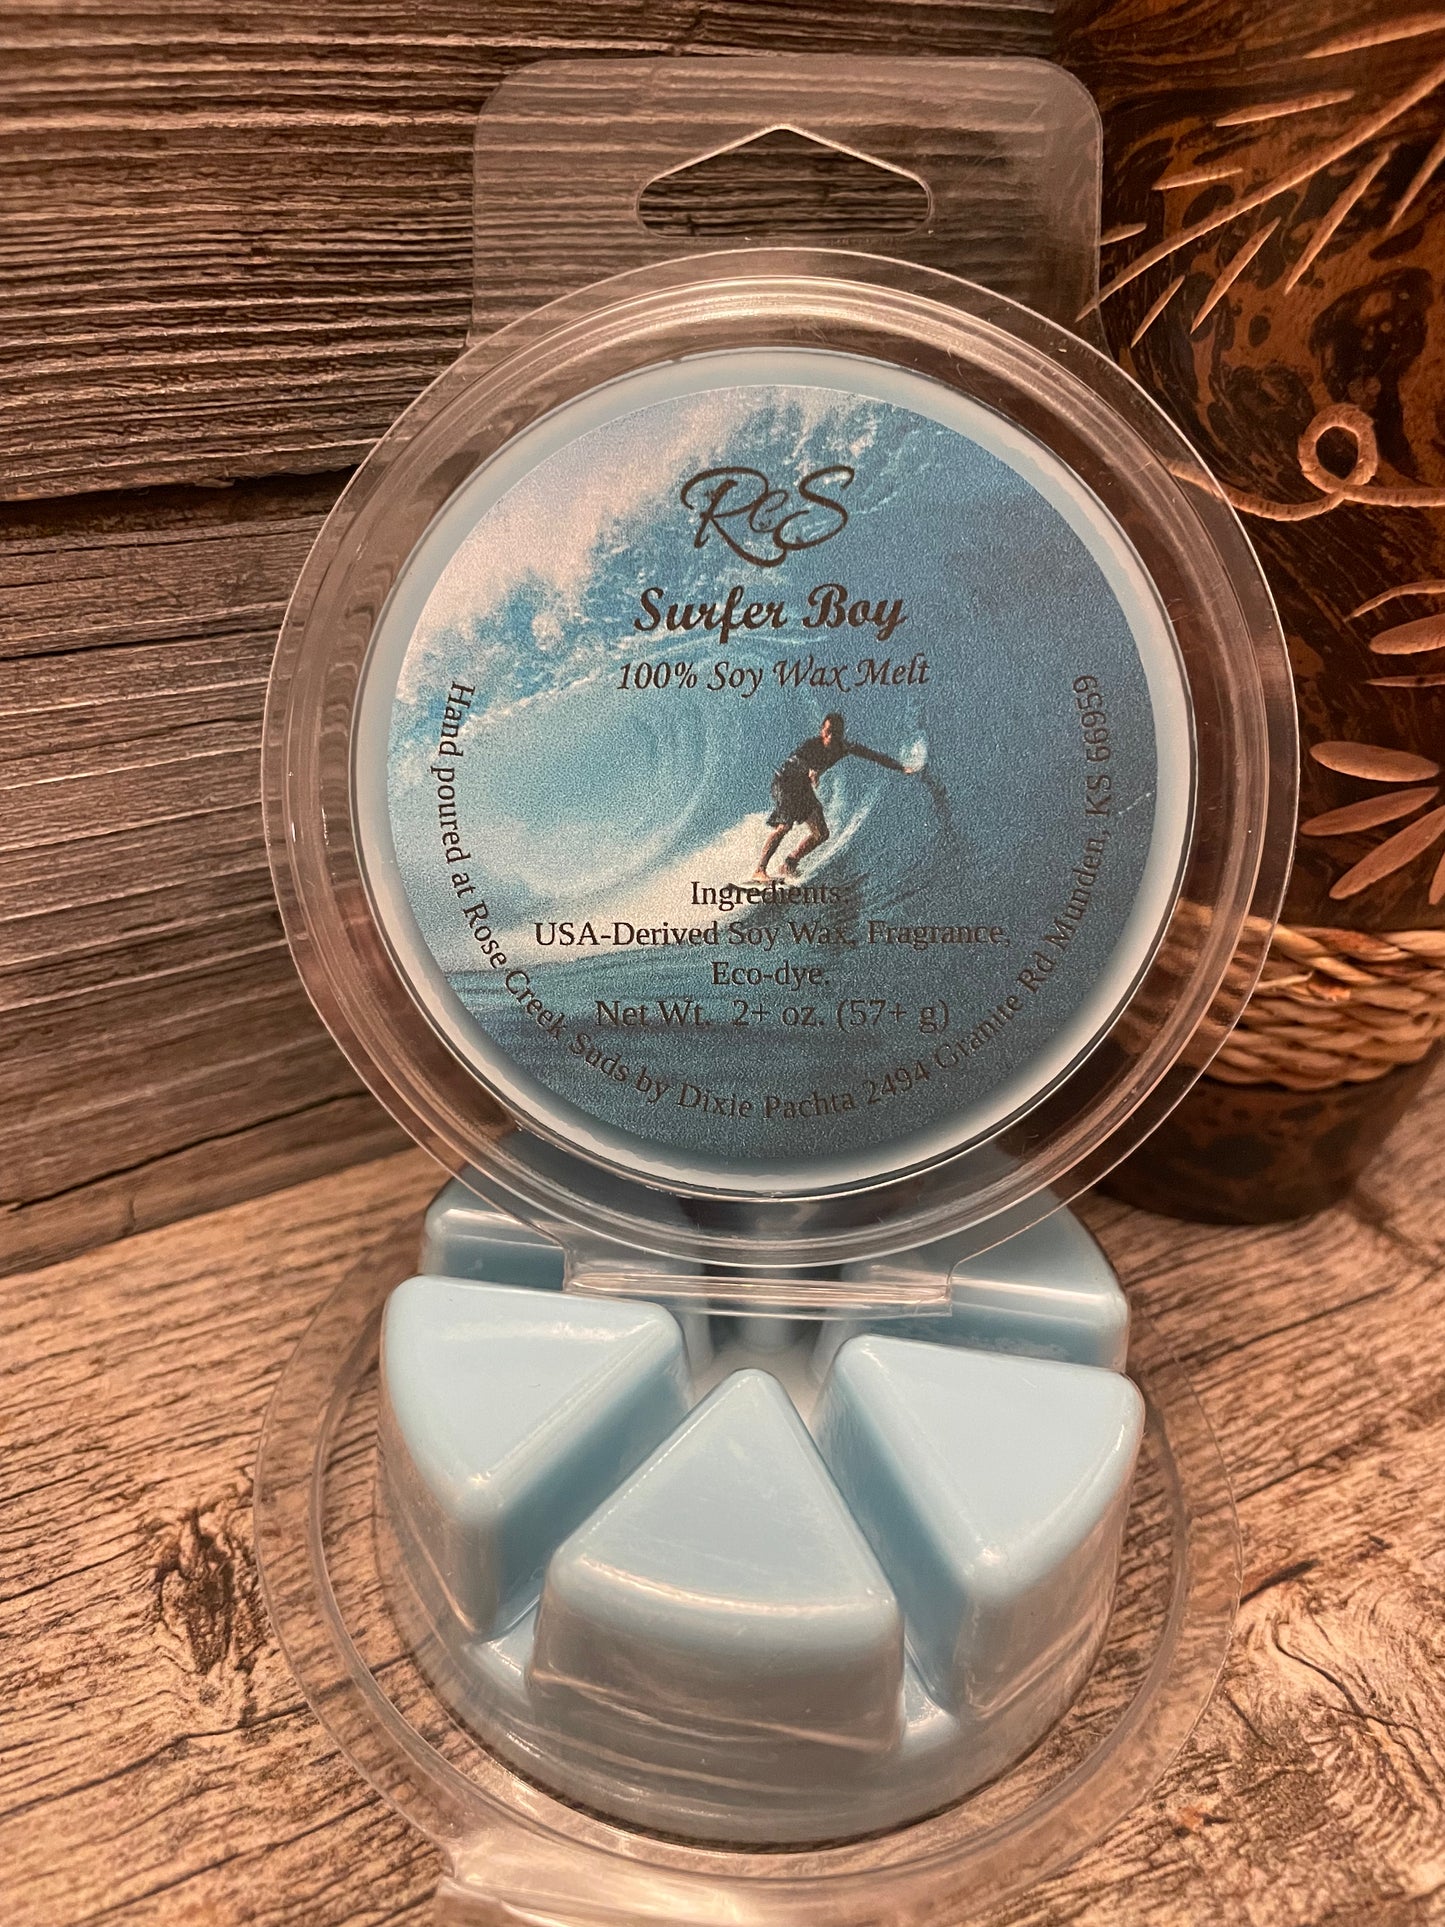 RCS
Surfer Boy
100% Soy Wax Melt
Ingredients:
USA-Derived Soy Wax, Fragrance,
Eco-dye.
Net Wt. 2+ oz. (57+ g)
Hand poured at Rose Creek Suds by Dixie Pachta 2494 Granite Rd Munden, KS 66959